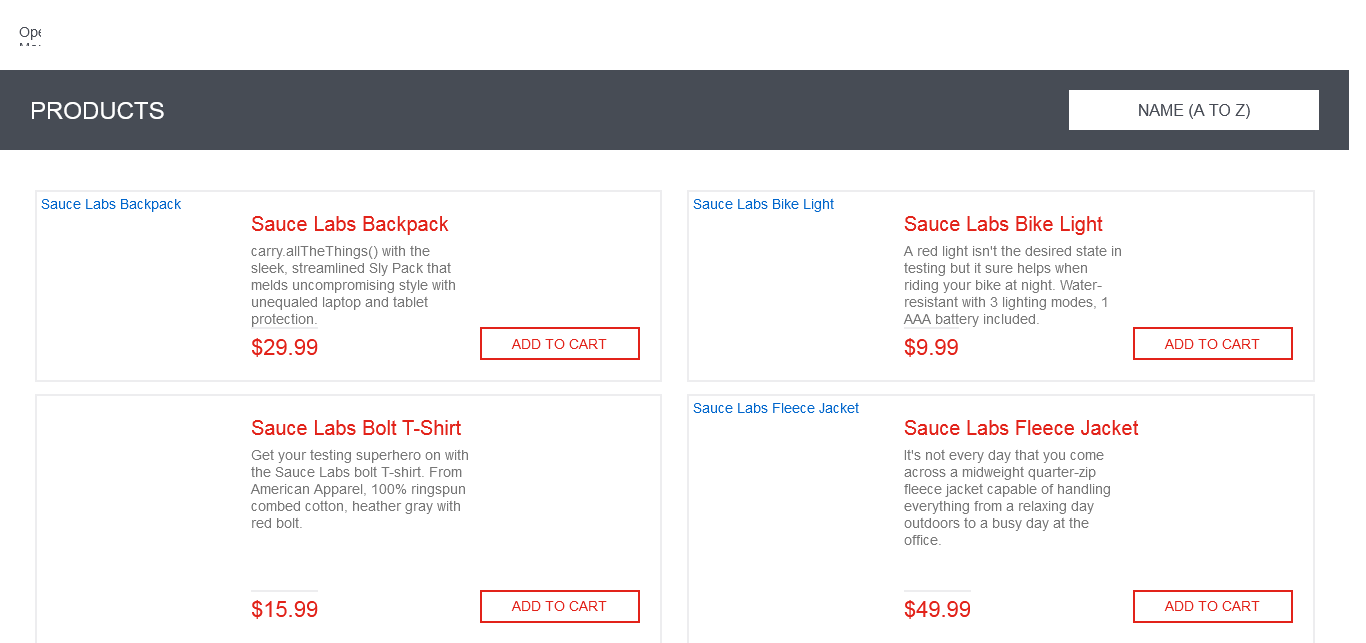 Ope
PRODUCTS
NAME (A TO Z)
Sauce Labs Backpack
Sauce Labs Backpack
carry.allTheThings() with the
sleek, streamlined Sly Pack that
melds uncompromising style with
unequaled laptop and tablet
protection.
$29.99
ADD TO CART
Sauce Labs Bike Light
Sauce Labs Bike Light
A red light isn't the desired state in
testing but it sure helps when
riding your bike at night. Water-
resistant with 3 lighting modes, 1
AAA battery included.
$9.99
ADD TO CART
Sauce Labs Bolt T-Shirt
Get your testing superhero on with
the Sauce Labs bolt T-shirt. From
American Apparel, 100% ringspun
combed cotton, heather gray with
red bolt.
$15.99
ADD TO CART
Sauce Labs Fleece Jacket
Sauce Labs Fleece Jacket
It's not every day that you come
across a midweight quarter-zip
fleece jacket capable of handling
everything from a relaxing day
outdoors to a busy day at the
office.
$49.99
ADD TO CART